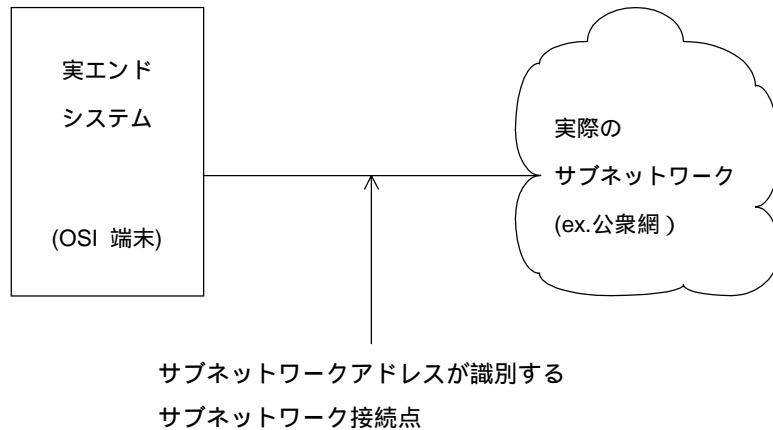 実エンド
システム
(OSI 端末)
実際の
サブネットワーク
(ex.公衆網）
サブネットワークアドレスが識別する
サブネットワーク接続点